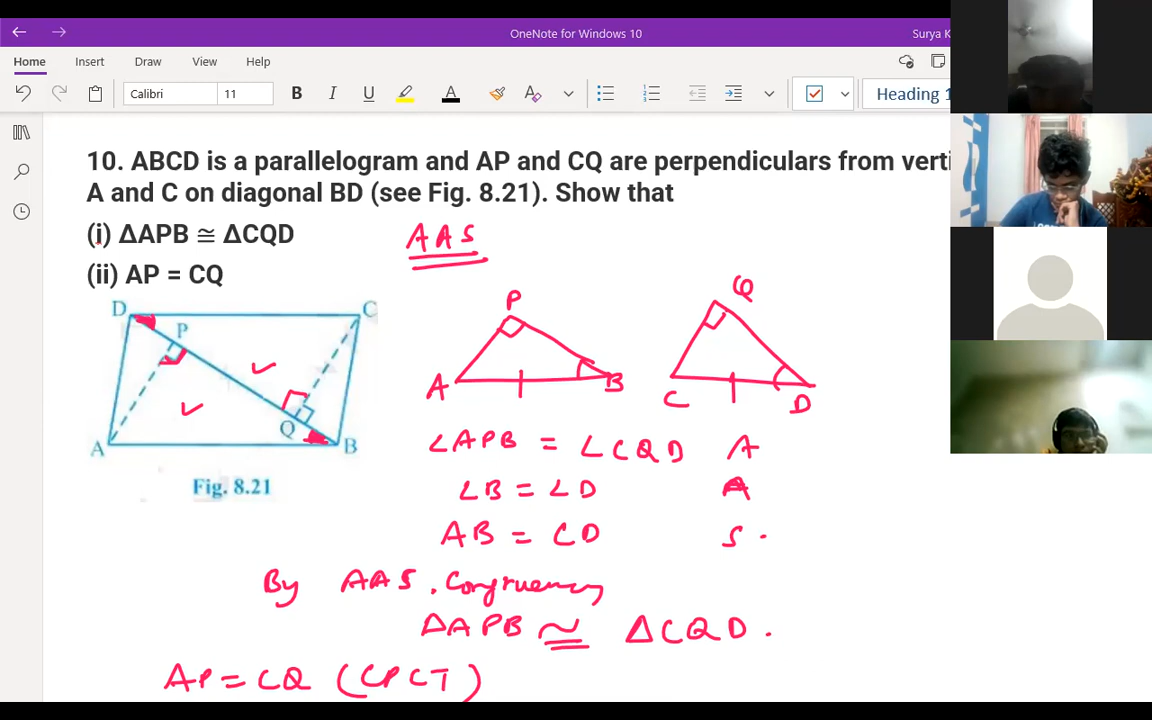 OneNote for Windows 10
Surya K
Home Insert Draw View Help
Calibri 11 B I U A Heading 1
10. ABCD is a parallelogram and AP and CQ are perpendiculars from verti
A and C on diagonal BD (see Fig. 8.21). Show that
(i) ΔAPB ≅ ΔCQD
AAS
(ii) AP = CQ
D C
P
A Q B
Fig. 8.21
P Q
A B C D
∠APB = ∠CQD A
∠B = ∠D A
AB = CD S .
By AAS . Congruency
ΔAPB ≅ ΔCQD .
AP = CQ (CPCT)